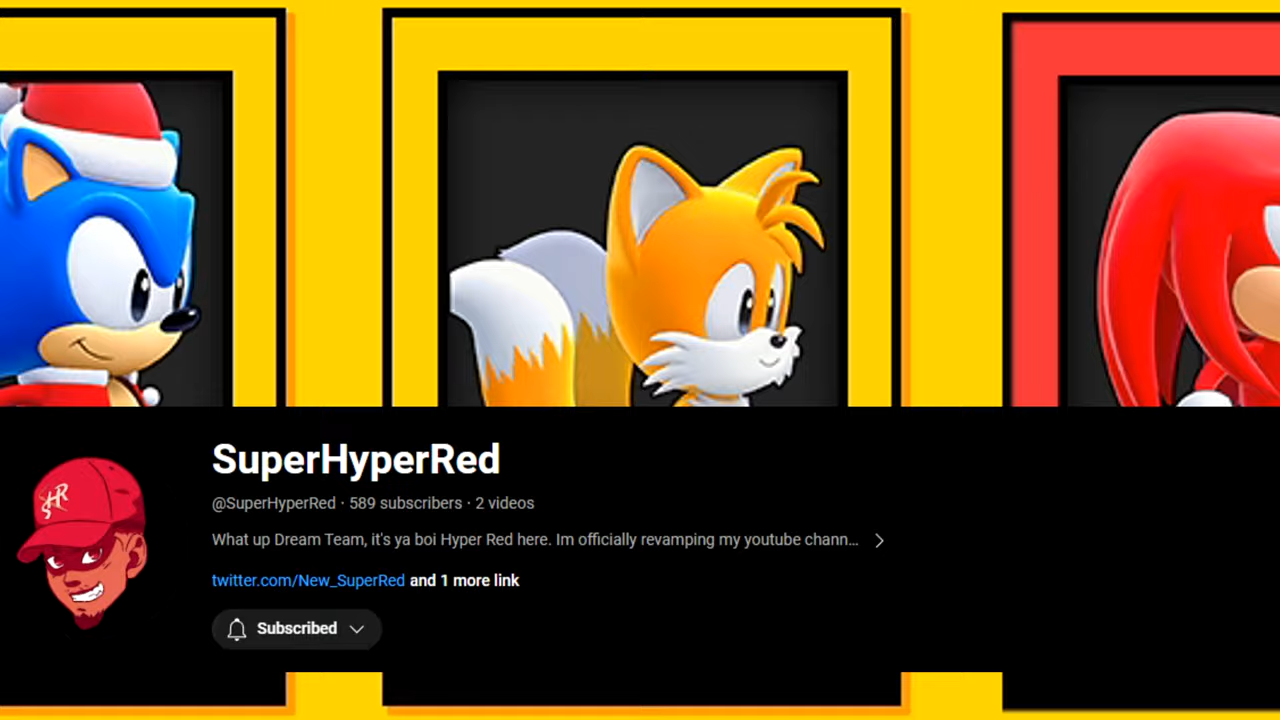 SuperHyperRed
@SuperHyperRed · 589 subscribers · 2 videos
What up Dream Team, it's ya boi Hyper Red here. Im officially revamping my youtube chann...
twitter.com/New_SuperRed and 1 more link
Subscribed
SHR